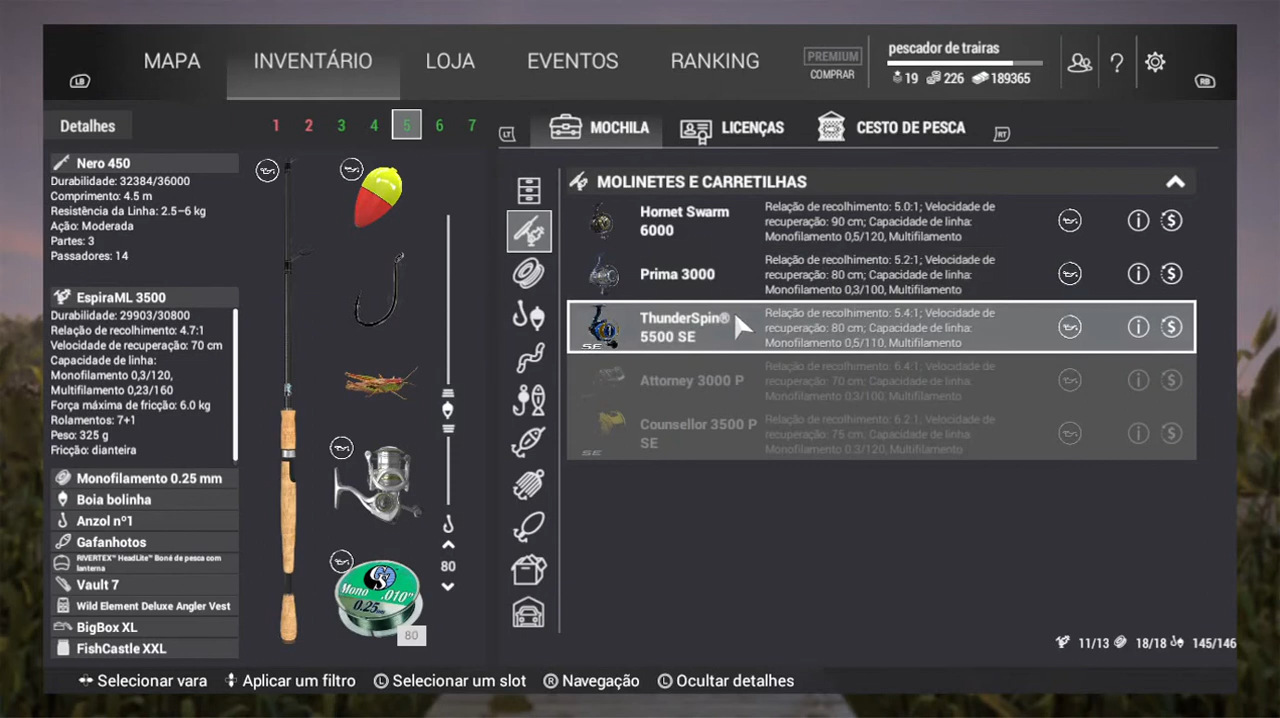 MAPA
INVENTÁRIO
LOJA
EVENTOS
RANKING
PREMIUM
COMPRAR
pescador de trairas
19 226 189365
LB
RB
Detalhes
1 2 3 4 5 6 7
LT
MOCHILA
LICENÇAS
CESTO DE PESCA
RT
Nero 450
Durabilidade: 32384/36000
Comprimento: 4.5 m
Resistência da Linha: 2.5–6 kg
Ação: Moderada
Partes: 3
Passadores: 14
EspiraML 3500
Durabilidade: 29903/30800
Relação de recolhimento: 4.7:1
Velocidade de recuperação: 70 cm
Capacidade de linha:
Monofilamento 0,3/120,
Multifilamento 0,23/160
Força máxima de fricção: 6.0 kg
Rolamentos: 7+1
Peso: 325 g
Fricção: dianteira
Monofilamento 0.25 mm
Boia bolinha
Anzol nº1
Gafanhotos
RIVERTEX™ HeadLite™ Boné de pesca com
lanterna
Vault 7
Wild Element Deluxe Angler Vest
BigBox XL
FishCastle XXL
80
Mono .010"
0.25mm
80
MOLINETES E CARRETILHAS
Hornet Swarm
6000
Relação de recolhimento: 5.0:1; Velocidade de
recuperação: 90 cm; Capacidade de linha:
Monofilamento 0,5/120, Multifilamento
Prima 3000
Relação de recolhimento: 5.2:1; Velocidade de
recuperação: 80 cm; Capacidade de linha:
Monofilamento 0,3/100, Multifilamento
SE
ThunderSpin®
5500 SE
Relação de recolhimento: 5.4:1; Velocidade de
recuperação: 80 cm; Capacidade de linha:
Monofilamento 0,5/110, Multifilamento
Attorney 3000 P
Relação de recolhimento: 6.4:1; Velocidade de
recuperação: 70 cm; Capacidade de linha:
Monofilamento 0.3/100, Multifilamento
SE
Counsellor 3500 P
SE
Relação de recolhimento: 6.2:1; Velocidade de
recuperação: 75 cm; Capacidade de linha:
Monofilamento 0.3/120, Multifilamento
11/13 18/18 145/146
Selecionar vara
Aplicar um filtro
L Selecionar um slot
R Navegação
L Ocultar detalhes